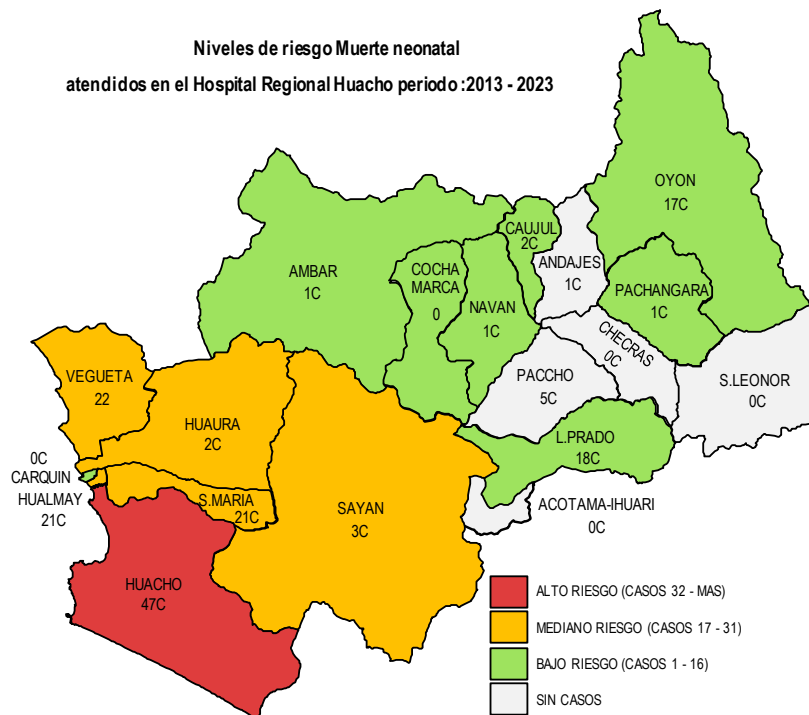 Niveles de riesgo Muerte neonatal
atendidos en el Hospital Regional Huacho periodo :2013 - 2023
OYON
17C
CAUJUL
2C
ANDAJES
1C
COCHA
MARCA
0
AMBAR
1C
NAVAN
1C
PACHANGARA
1C
CHECRAS
0C
VEGUETA
22
PACCHO
5C
S.LEONOR
0C
HUAURA
2C
L.PRADO
18C
0C
CARQUIN
HUALMAY
21C
S.MARIA
21C
SAYAN
3C
ACOTAMA-IHUARI
0C
HUACHO
47C
ALTO RIESGO (CASOS 32 - MAS)
MEDIANO RIESGO (CASOS 17 - 31)
BAJO RIESGO (CASOS 1 - 16)
SIN CASOS